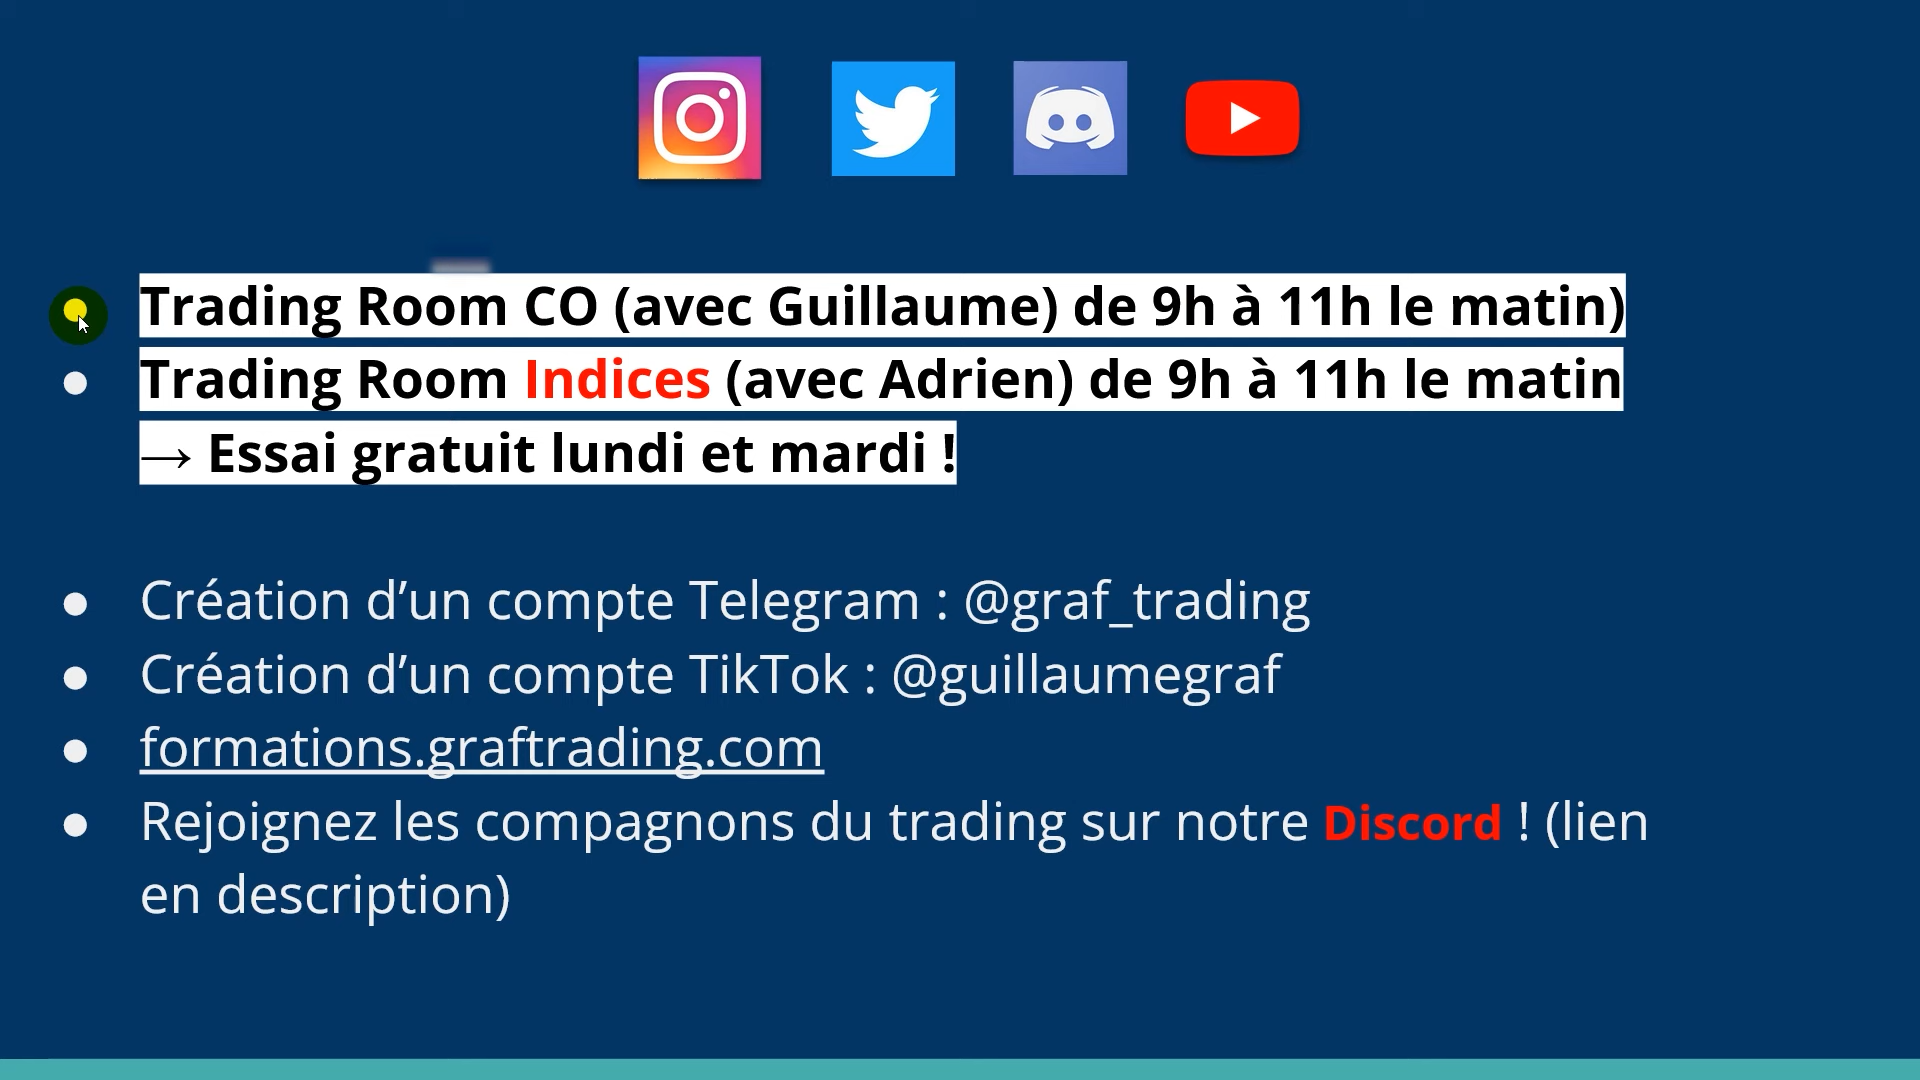 Trading Room CO (avec Guillaume) de 9h à 11h le matin)
Trading Room Indices (avec Adrien) de 9h à 11h le matin
→ Essai gratuit lundi et mardi !
Création d’un compte Telegram : @graf_trading
Création d’un compte TikTok : @guillaumegraf
formations.graftrading.com
Rejoignez les compagnons du trading sur notre Discord ! (lien
en description)